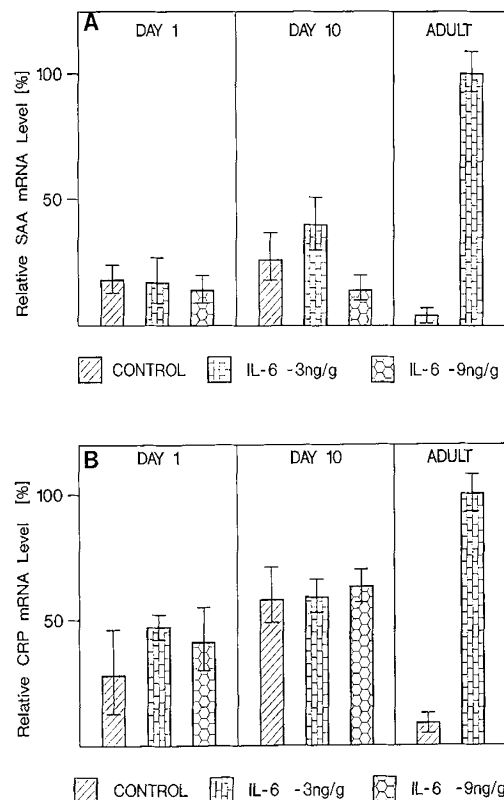 A DAY 1 DAY 10 ADULT
Relative SAA mRNA Level [%]
100
50
CONTROL IL-6 -3ng/g IL-6 -9ng/g
B DAY 1 DAY 10 ADULT
Relative CRP mRNA Level [%]
100
50
CONTROL IL-6 -3ng/g IL-6 -9ng/g